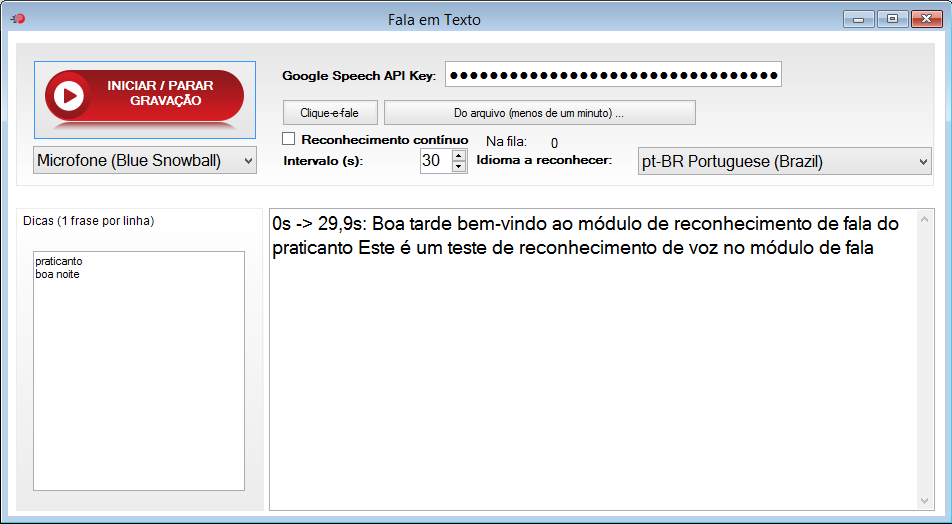 Fala em Texto
INICIAR / PARAR
GRAVAÇÃO
Google Speech API Key: ●●●●●●●●●●●●●●●●●●●●●●●●●●●●●●●●●
Clique-e-fale
Do arquivo (menos de um minuto) ...
Reconhecimento contínuo
Na fila: 0
Microfone (Blue Snowball)
Intervalo (s): 30
Idioma a reconhecer: pt-BR Portuguese (Brazil)
Dicas (1 frase por linha)
praticanto
boa noite
0s -> 29,9s: Boa tarde bem-vindo ao módulo de reconhecimento de fala do
praticanto Este é um teste de reconhecimento de voz no módulo de fala